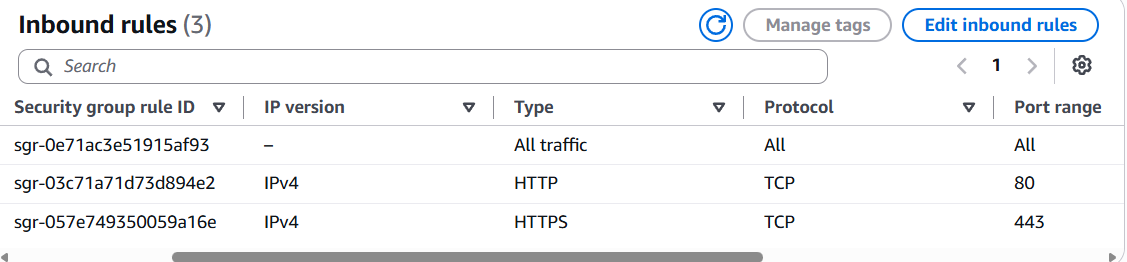 Inbound rules (3)
Manage tags
Edit inbound rules
Search
1
Security group rule ID IP version Type Protocol Port range
sgr-0e71ac3e51915af93 – All traffic All All
sgr-03c71a71d73d894e2 IPv4 HTTP TCP 80
sgr-057e749350059a16e IPv4 HTTPS TCP 443